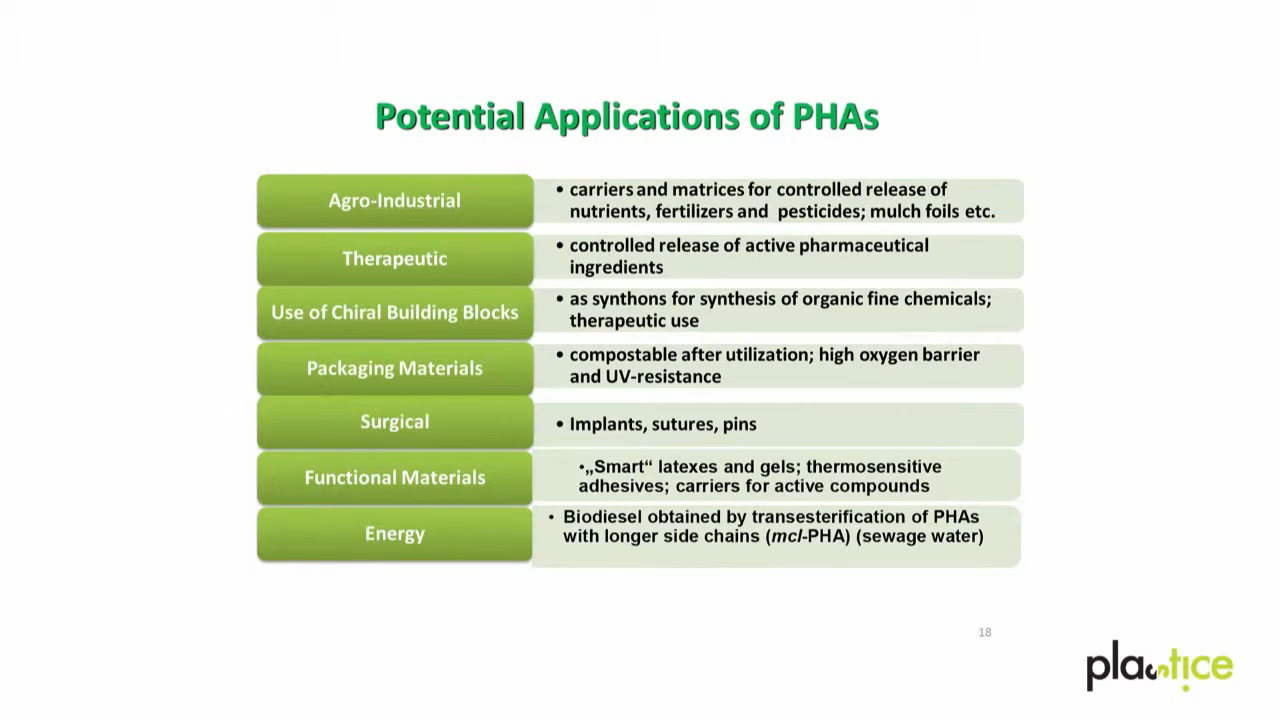 Potential Applications of PHAs
Agro-Industrial
• carriers and matrices for controlled release of
nutrients, fertilizers and pesticides; mulch foils etc.
Therapeutic
• controlled release of active pharmaceutical
ingredients
Use of Chiral Building Blocks
• as synthons for synthesis of organic fine chemicals;
therapeutic use
Packaging Materials
• compostable after utilization; high oxygen barrier
and UV-resistance
Surgical
• Implants, sutures, pins
Functional Materials
•„Smart“ latexes and gels; thermosensitive
adhesives; carriers for active compounds
Energy
• Biodiesel obtained by transesterification of PHAs
with longer side chains (mcl-PHA) (sewage water)
18
plastice